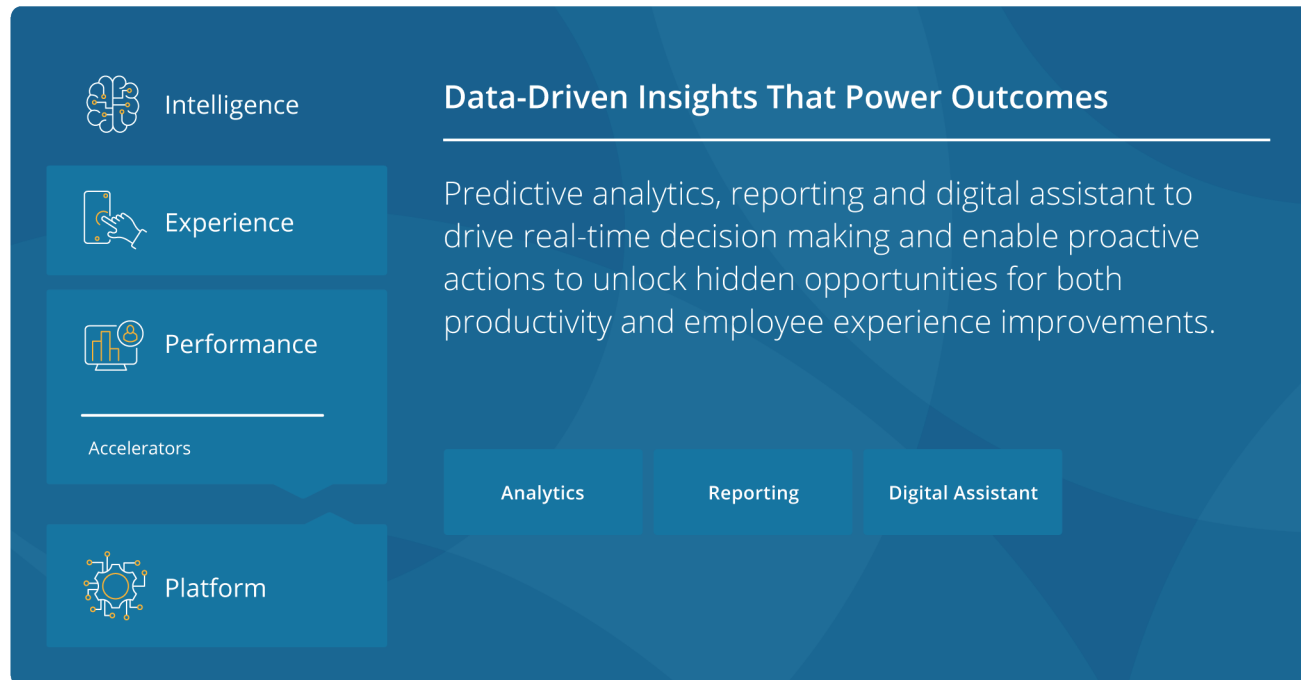 Intelligence
Experience
Performance
Accelerators
Platform
Data-Driven Insights That Power Outcomes
Predictive analytics, reporting and digital assistant to
drive real-time decision making and enable proactive
actions to unlock hidden opportunities for both
productivity and employee experience improvements.
Analytics
Reporting
Digital Assistant